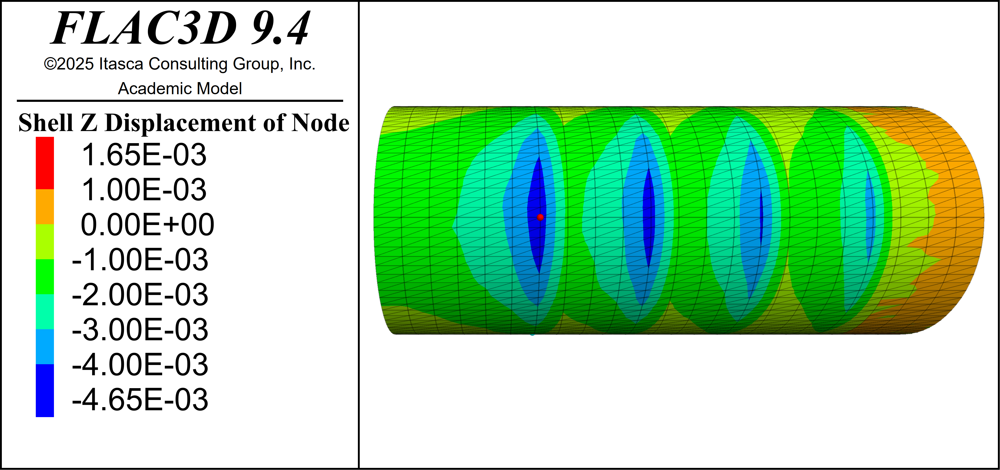 FLAC3D 9.4
©2025 Itasca Consulting Group, Inc.
Academic Model
Shell Z Displacement of Node
1.65E-03
1.00E-03
0.00E+00
-1.00E-03
-2.00E-03
-3.00E-03
-4.00E-03
-4.65E-03